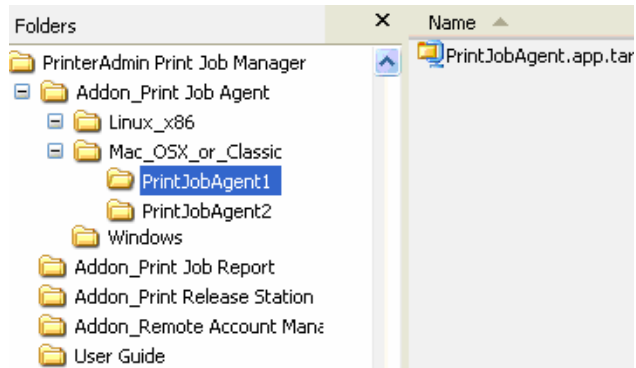 Folders
Name
PrinterAdmin Print Job Manager
PrintJobAgent.app.tar
Addon_Print Job Agent
Linux_x86
Mac_OSX_or_Classic
PrintJobAgent1
PrintJobAgent2
Windows
Addon_Print Job Report
Addon_Print Release Station
Addon_Remote Account Mana
User Guide